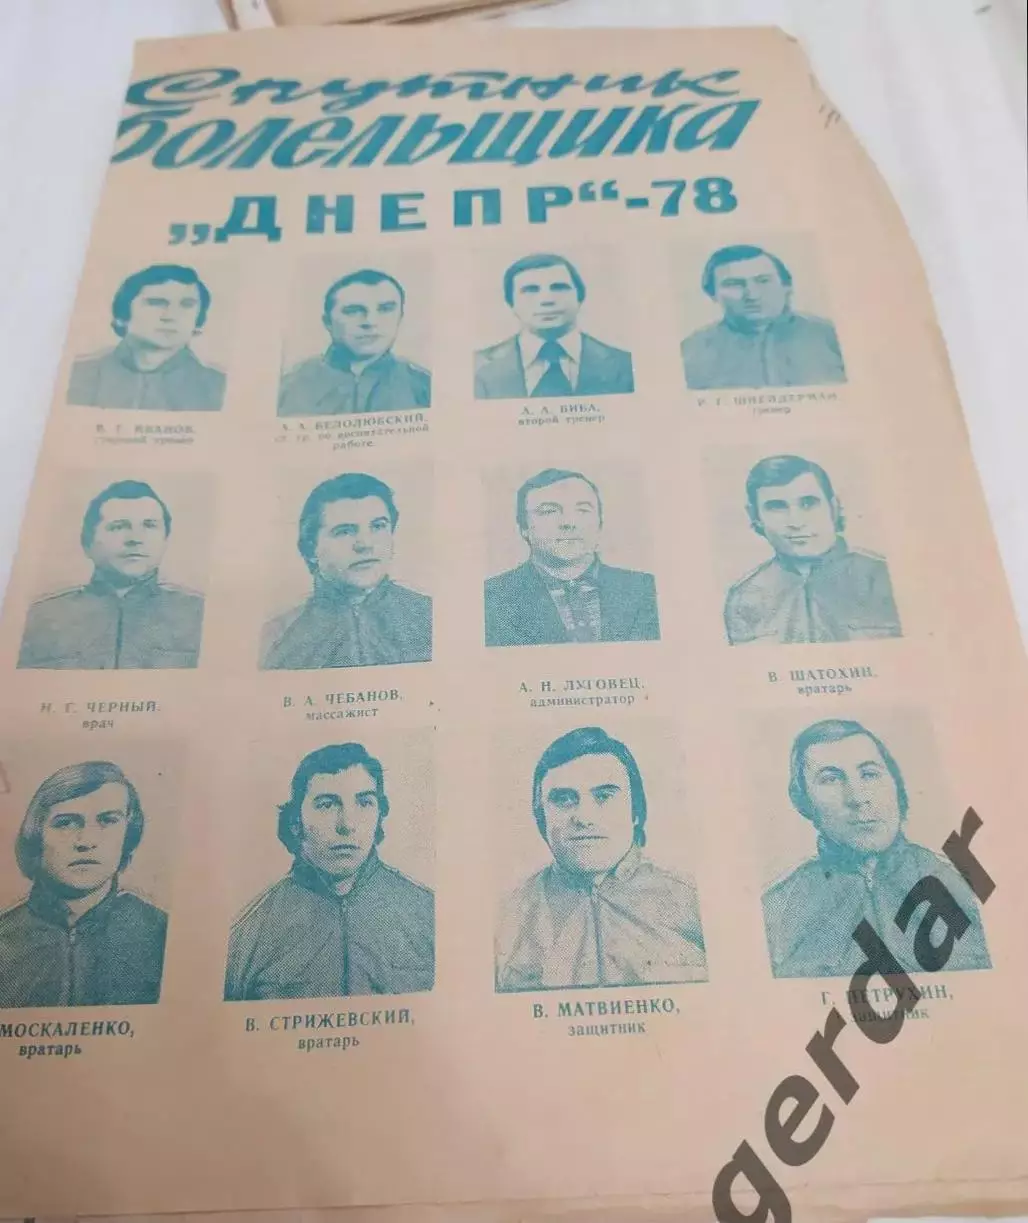 Спутник
болельщика
„ДНЕПР“-78
В. Г. ИВАНОВ,
старший тренер
А. А. БЕЛОЛЮБСКИЙ,
ст. тр. по воспитательной
работе
А. А. БИБА,
второй тренер
Р. Г. ШНЕЙДЕРМАН,
тренер
Н. Г. ЧЕРНЫЙ,
врач
В. А. ЧЕБАНОВ,
массажист
А. Н. ЛУГОВЕЦ,
администратор
В. ШАТОХИН,
вратарь
МОСКАЛЕНКО,
вратарь
В. СТРИЖЕВСКИЙ,
вратарь
В. МАТВИЕНКО,
защитник
Г. ПЕТРУХИН,
защитник
gerdar